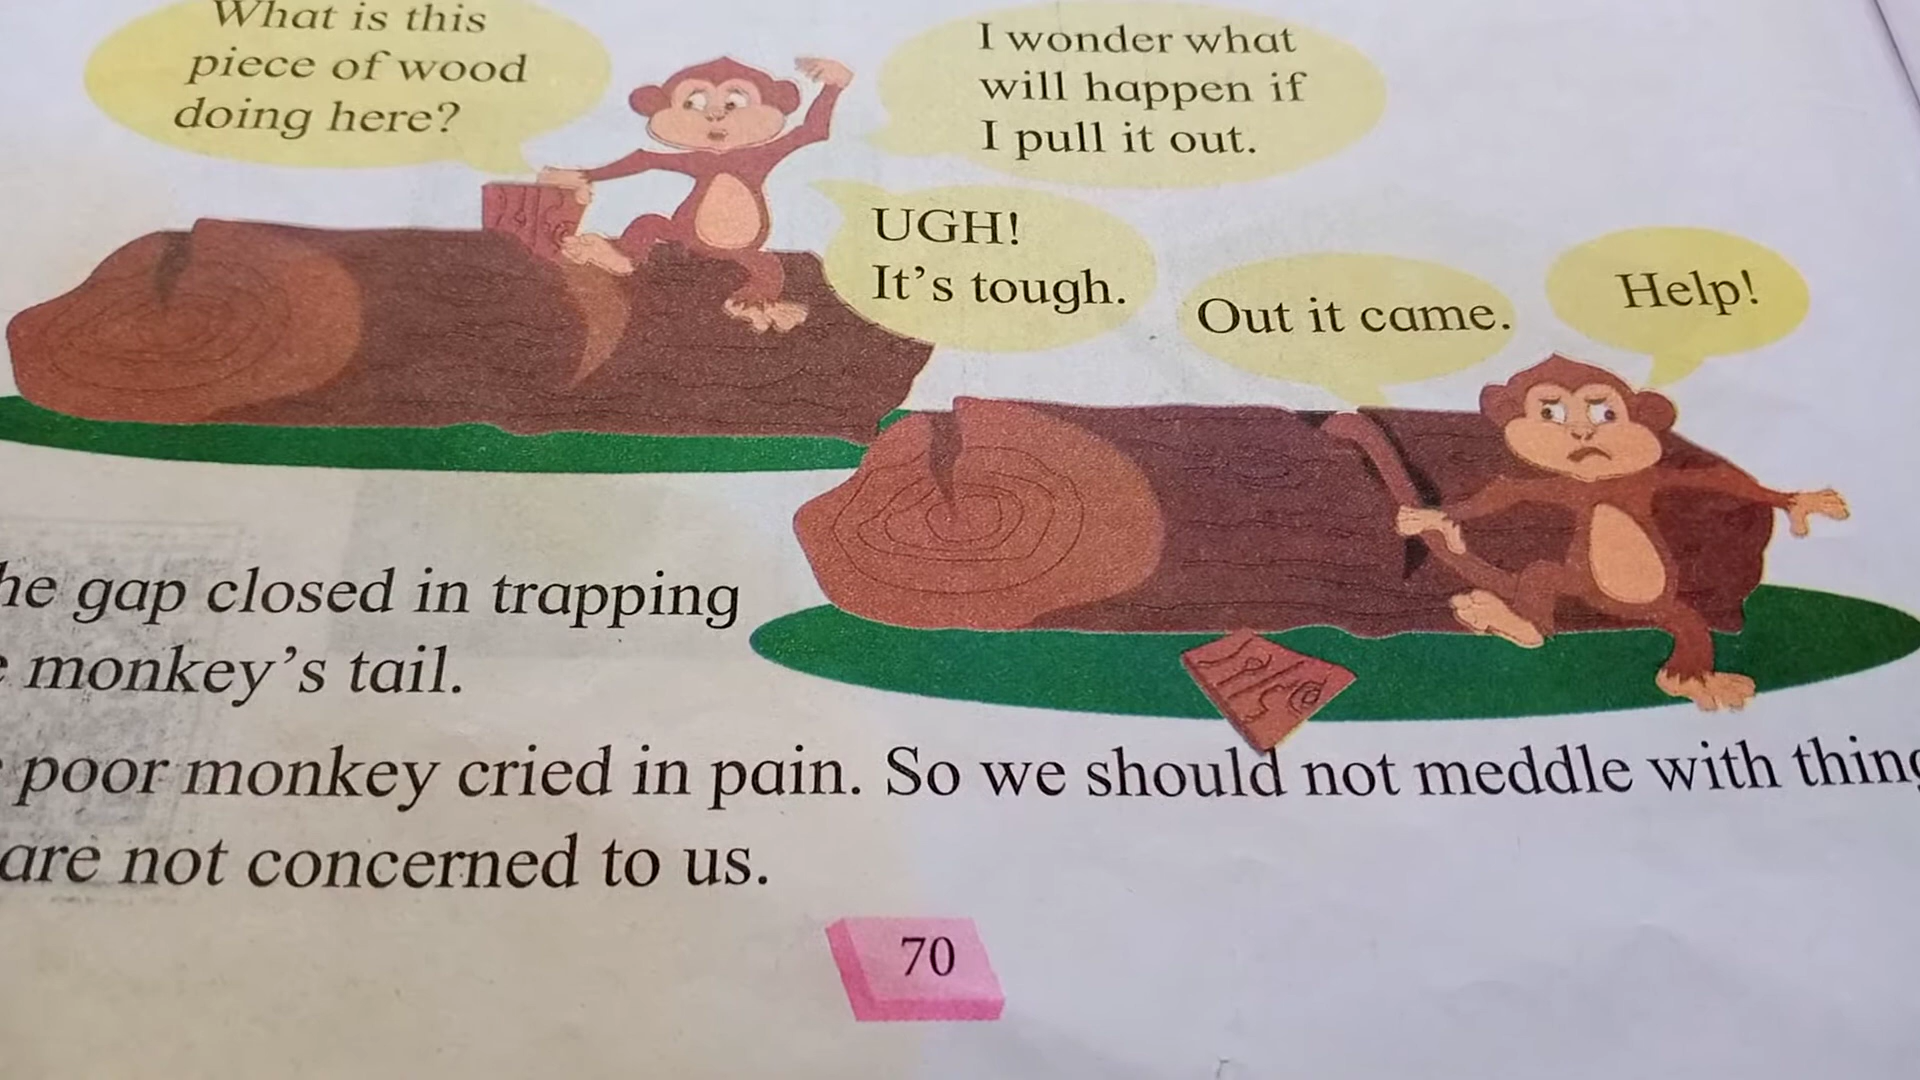 What is this
piece of wood
doing here?
I wonder what
will happen if
I pull it out.
UGH!
It's tough.
Out it came.
Help!
he gap closed in trapping
monkey's tail.
poor monkey cried in pain. So we should not meddle with thing
are not concerned to us.
70